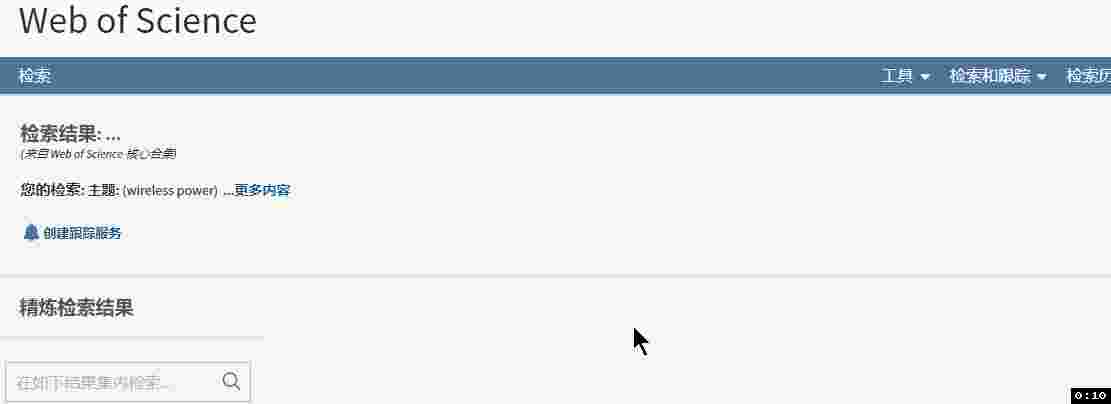 Web of Science
检索 工具 检索和跟踪 检索历
检索结果: ...
(来自 Web of Science 核心合集)
您的检索: 主题: (wireless power) ...更多内容
创建跟踪服务
精炼检索结果
在如下结果集内检索...
0:10